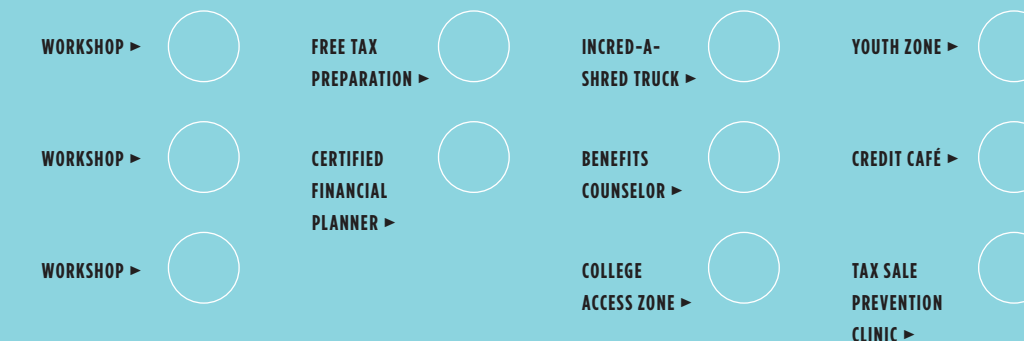 WORKSHOP ►
WORKSHOP ►
WORKSHOP ►
FREE TAX
PREPARATION ►
CERTIFIED
FINANCIAL
PLANNER ►
INCRED-A-
SHRED TRUCK ►
BENEFITS
COUNSELOR ►
COLLEGE
ACCESS ZONE ►
YOUTH ZONE ►
CREDIT CAFÉ ►
TAX SALE
PREVENTION
CLINIC ►